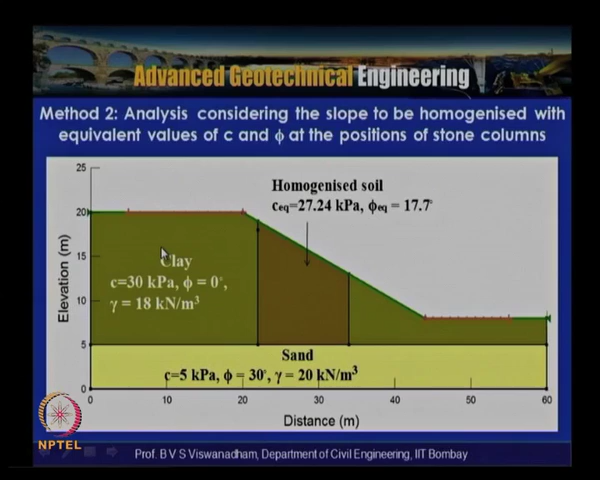 Advanced Geotechnical Engineering
Method 2: Analysis considering the slope to be homogenised with
equivalent values of c and ϕ at the positions of stone columns
25
20
15
10
5
0
Elevation (m)
Homogenised soil
ceq=27.24 kPa, ϕeq = 17.7°
Clay
c=30 kPa, ϕ = 0°,
γ = 18 kN/m³
Sand
c=5 kPa, ϕ = 30°, γ = 20 kN/m³
0 10 20 30 40 50 60
Distance (m)
NPTEL
Prof. B V S Viswanadham, Department of Civil Engineering, IIT Bombay